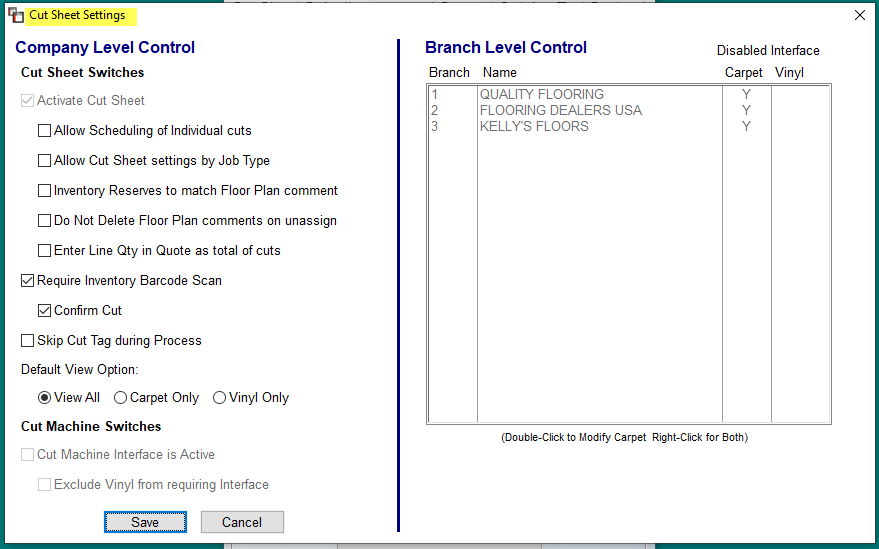 Cut Sheet Settings
Company Level Control
Cut Sheet Switches
Activate Cut Sheet
Allow Scheduling of Individual cuts
Allow Cut Sheet settings by Job Type
Inventory Reserves to match Floor Plan comment
Do Not Delete Floor Plan comments on unassign
Enter Line Qty in Quote as total of cuts
Require Inventory Barcode Scan
Confirm Cut
Skip Cut Tag during Process
Default View Option:
View All Carpet Only Vinyl Only
Cut Machine Switches
Cut Machine Interface is Active
Exclude Vinyl from requiring Interface
Save Cancel
Branch Level Control
Disabled Interface
Branch Name Carpet Vinyl
1 QUALITY FLOORING Y
2 FLOORING DEALERS USA Y
3 KELLY'S FLOORS Y
(Double-Click to Modify Carpet Right-Click for Both)